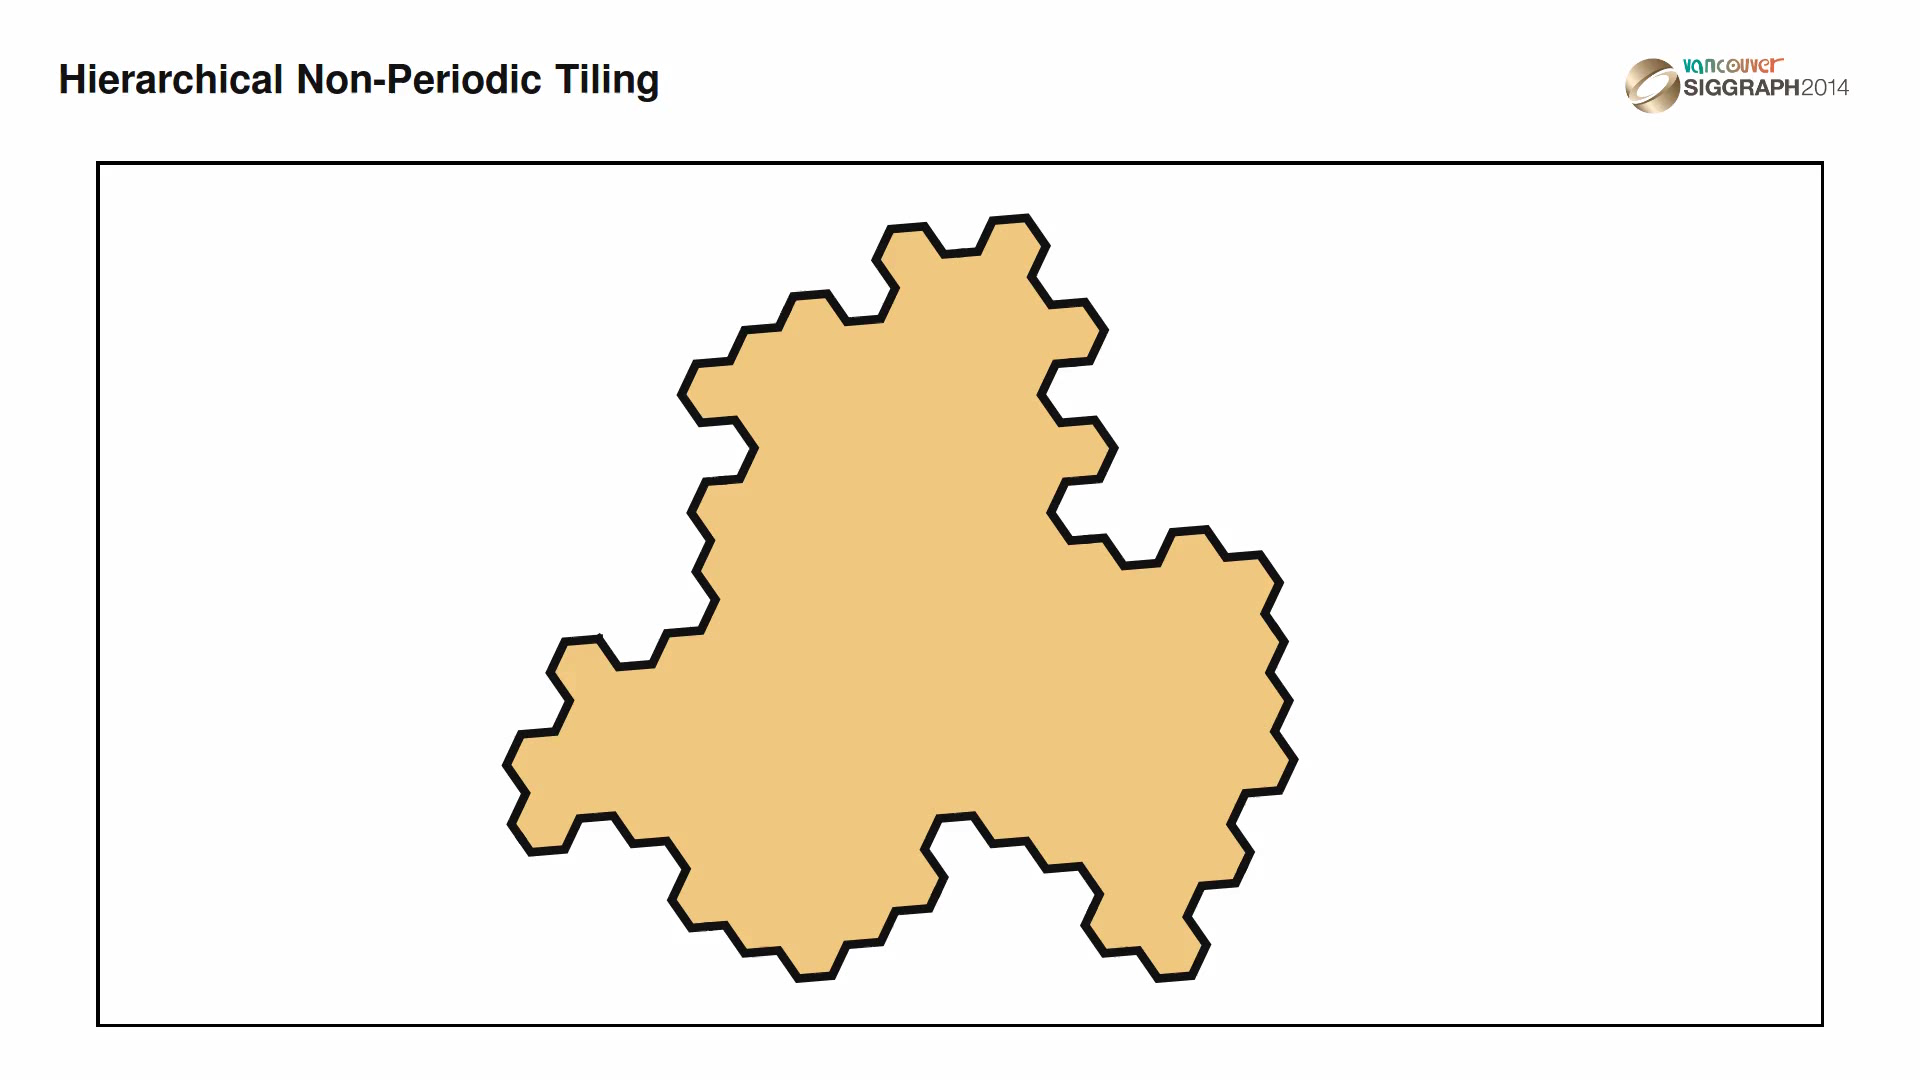 Hierarchical Non-Periodic Tiling
vancouver
SIGGRAPH2014